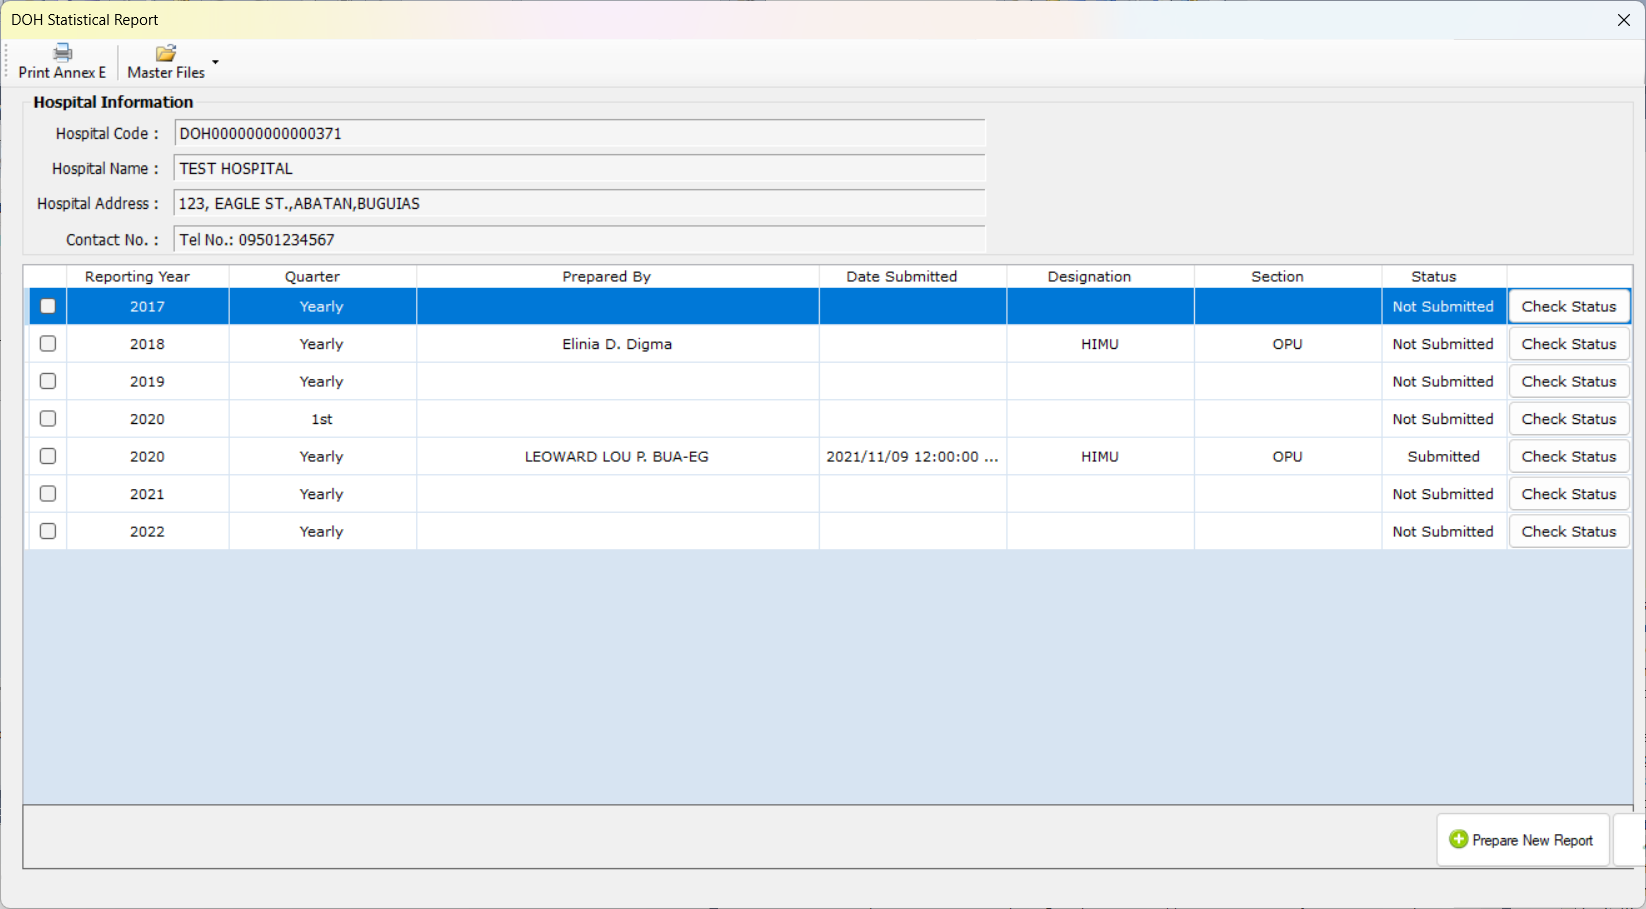 DOH Statistical Report
Print Annex E Master Files
Hospital Information
Hospital Code : DOH000000000000371
Hospital Name : TEST HOSPITAL
Hospital Address : 123, EAGLE ST.,ABATAN,BUGUIAS
Contact No. : Tel No.: 09501234567
Reporting Year Quarter Prepared By Date Submitted Designation Section Status
2017 Yearly Not Submitted Check Status
2018 Yearly Elinia D. Digma HIMU OPU Not Submitted Check Status
2019 Yearly Not Submitted Check Status
2020 1st Not Submitted Check Status
2020 Yearly LEOWARD LOU P. BUA-EG 2021/11/09 12:00:00 ... HIMU OPU Submitted Check Status
2021 Yearly Not Submitted Check Status
2022 Yearly Not Submitted Check Status
Prepare New Report